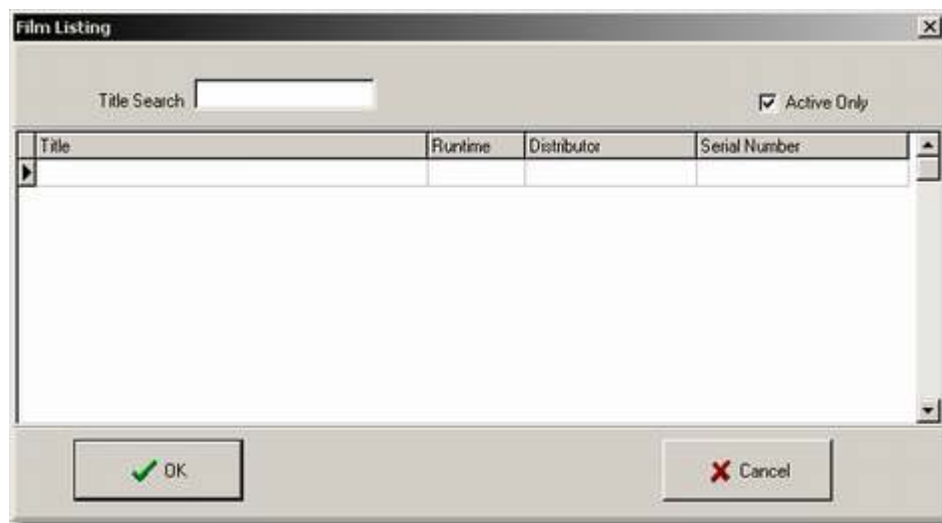 Film Listing
Title Search
Active Only
Title Runtime Distributor Serial Number
OK
Cancel